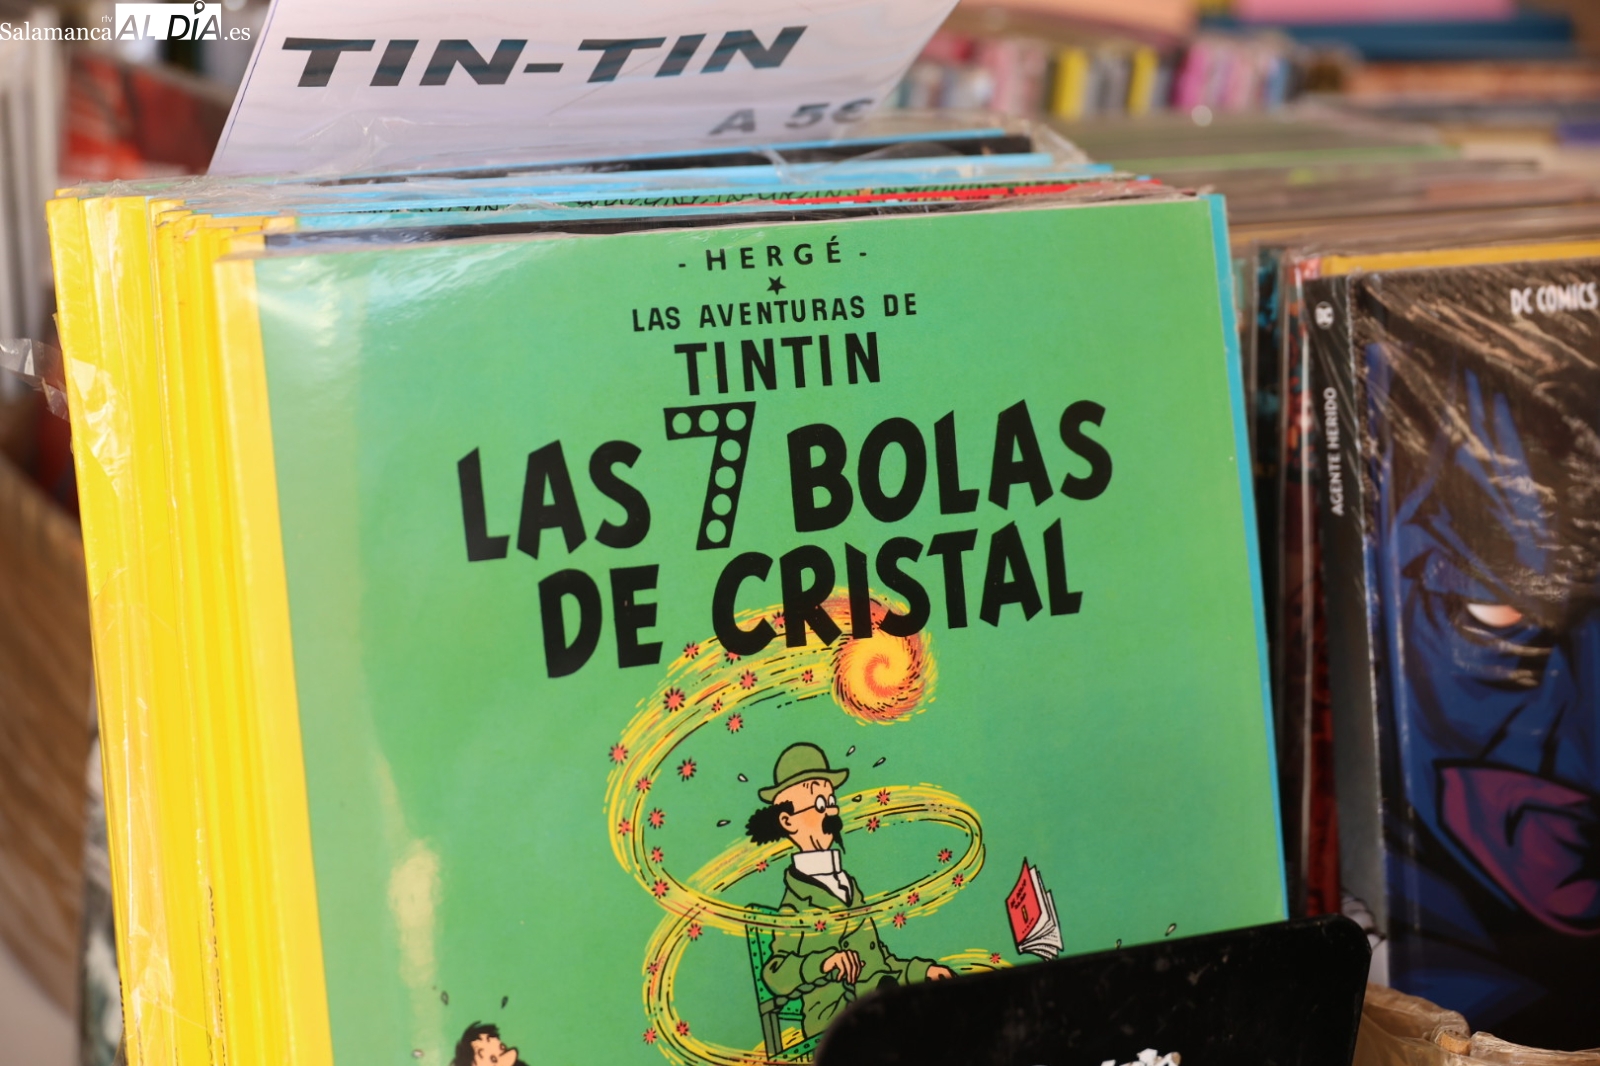 rtv
Salamanca AL DÍA.es
TIN-TIN
A 5€
- HERGÉ -
LAS AVENTURAS DE
TINTIN
LAS 7 BOLAS
DE CRISTAL
DC COMICS
AGENTE HERIDO